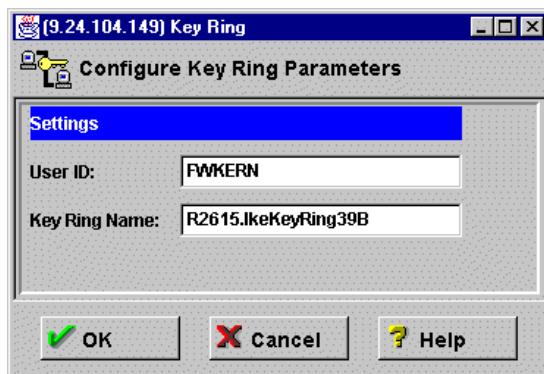 (9.24.104.149) Key Ring
Configure Key Ring Parameters
Settings
User ID: FWKERN
Key Ring Name: R2615.IkeKeyRing39B
OK Cancel Help